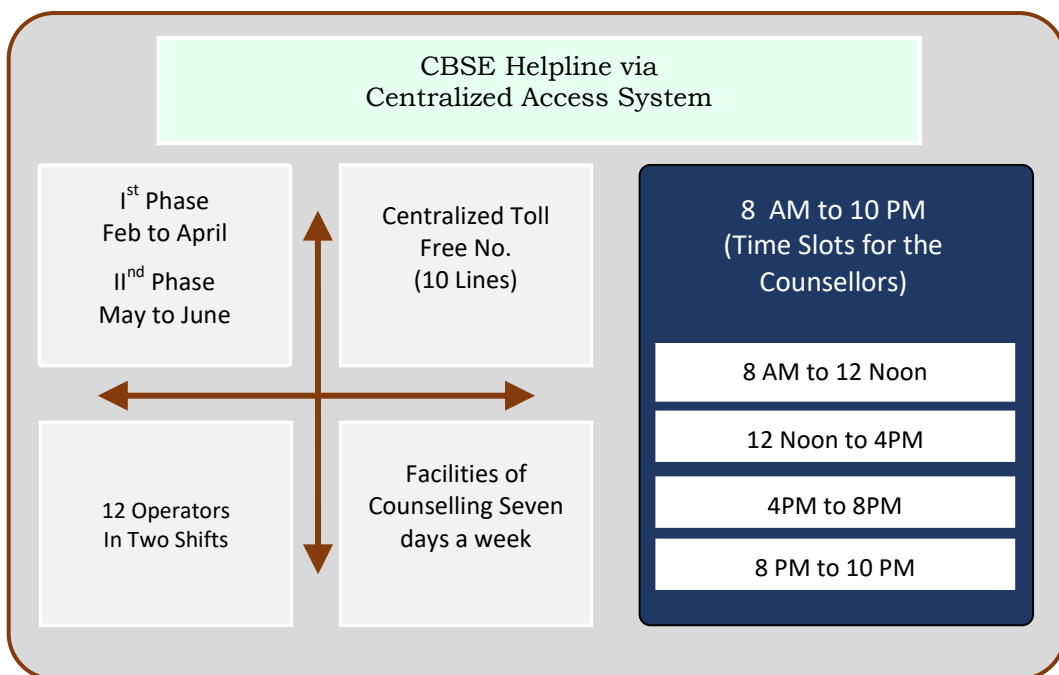 CBSE Helpline via
Centralized Access System
Ist Phase
Feb to April
IInd Phase
May to June
Centralized Toll
Free No.
(10 Lines)
12 Operators
In Two Shifts
Facilities of
Counselling Seven
days a week
8 AM to 10 PM
(Time Slots for the
Counsellors)
8 AM to 12 Noon
12 Noon to 4PM
4PM to 8PM
8 PM to 10 PM